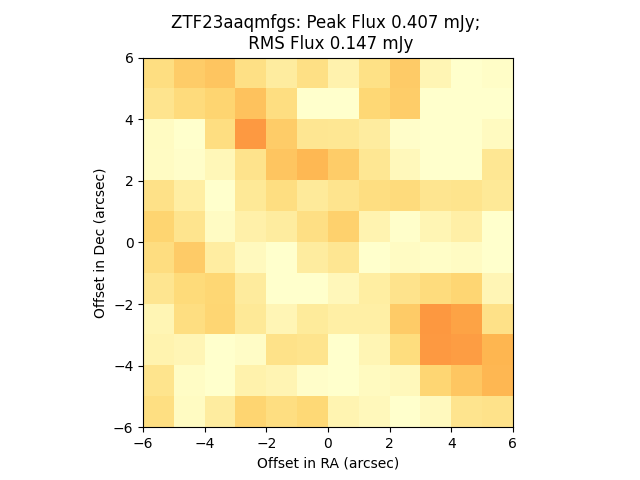 ZTF23aaqmfgs: Peak Flux 0.407 mJy;
RMS Flux 0.147 mJy
6
4
2
0
−2
−4
−6
Offset in Dec (arcsec)
−6 −4 −2 0 2 4 6
Offset in RA (arcsec)